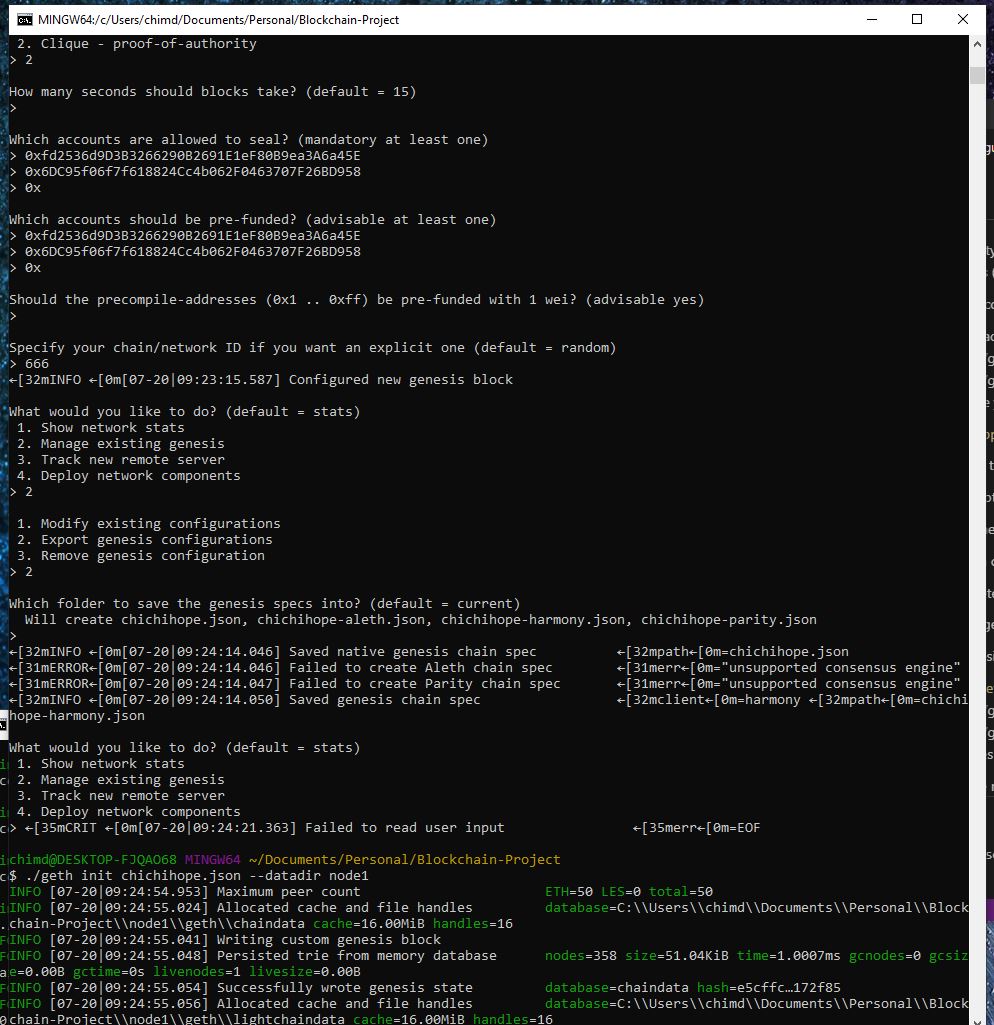 MINGW64:/c/Users/chimd/Documents/Personal/Blockchain-Project
2. Clique - proof-of-authority
> 2
How many seconds should blocks take? (default = 15)
>
Which accounts are allowed to seal? (mandatory at least one)
> 0xfd2536d9D3B3266290B2691E1eF80B9ea3A6a45E
> 0x6DC95f06f7f618824Cc4b062F0463707F26BD958
> 0x
Which accounts should be pre-funded? (advisable at least one)
> 0xfd2536d9D3B3266290B2691E1eF80B9ea3A6a45E
> 0x6DC95f06f7f618824Cc4b062F0463707F26BD958
> 0x
Should the precompile-addresses (0x1 .. 0xff) be pre-funded with 1 wei? (advisable yes)
>
Specify your chain/network ID if you want an explicit one (default = random)
> 666
←[32mINFO ←[0m[07-20|09:23:15.587] Configured new genesis block
What would you like to do? (default = stats)
1. Show network stats
2. Manage existing genesis
3. Track new remote server
4. Deploy network components
> 2
1. Modify existing configurations
2. Export genesis configurations
3. Remove genesis configuration
> 2
Which folder to save the genesis specs into? (default = current)
Will create chichihope.json, chichihope-aleth.json, chichihope-harmony.json, chichihope-parity.json
>
←[32mINFO ←[0m[07-20|09:24:14.046] Saved native genesis chain spec ←[32mpath←[0m=chichihope.json
←[31mERROR←[0m[07-20|09:24:14.046] Failed to create Aleth chain spec ←[31merr←[0m="unsupported consensus engine"
←[31mERROR←[0m[07-20|09:24:14.047] Failed to create Parity chain spec ←[31merr←[0m="unsupported consensus engine"
←[32mINFO ←[0m[07-20|09:24:14.050] Saved genesis chain spec ←[32mclient←[0m=harmony ←[32mpath←[0m=chichi
hope-harmony.json
What would you like to do? (default = stats)
1. Show network stats
2. Manage existing genesis
3. Track new remote server
4. Deploy network components
> ←[35mCRIT ←[0m[07-20|09:24:21.363] Failed to read user input ←[35merr←[0m=EOF
chimd@DESKTOP-FJQAO68 MINGW64 ~/Documents/Personal/Blockchain-Project
$ ./geth init chichihope.json --datadir node1
INFO [07-20|09:24:54.953] Maximum peer count ETH=50 LES=0 total=50
INFO [07-20|09:24:55.024] Allocated cache and file handles database=C:\\Users\\chimd\\Documents\\Personal\\Block
chain-Project\\node1\\geth\\chaindata cache=16.00MiB handles=16
INFO [07-20|09:24:55.041] Writing custom genesis block
INFO [07-20|09:24:55.048] Persisted trie from memory database nodes=358 size=51.04KiB time=1.0007ms gcnodes=0 gcsiz
e=0.00B gctime=0s livenodes=1 livesize=0.00B
INFO [07-20|09:24:55.054] Successfully wrote genesis state database=chaindata hash=e5cffc…172f85
INFO [07-20|09:24:55.056] Allocated cache and file handles database=C:\\Users\\chimd\\Documents\\Personal\\Block
chain-Project\\node1\\geth\\lightchaindata cache=16.00MiB handles=16